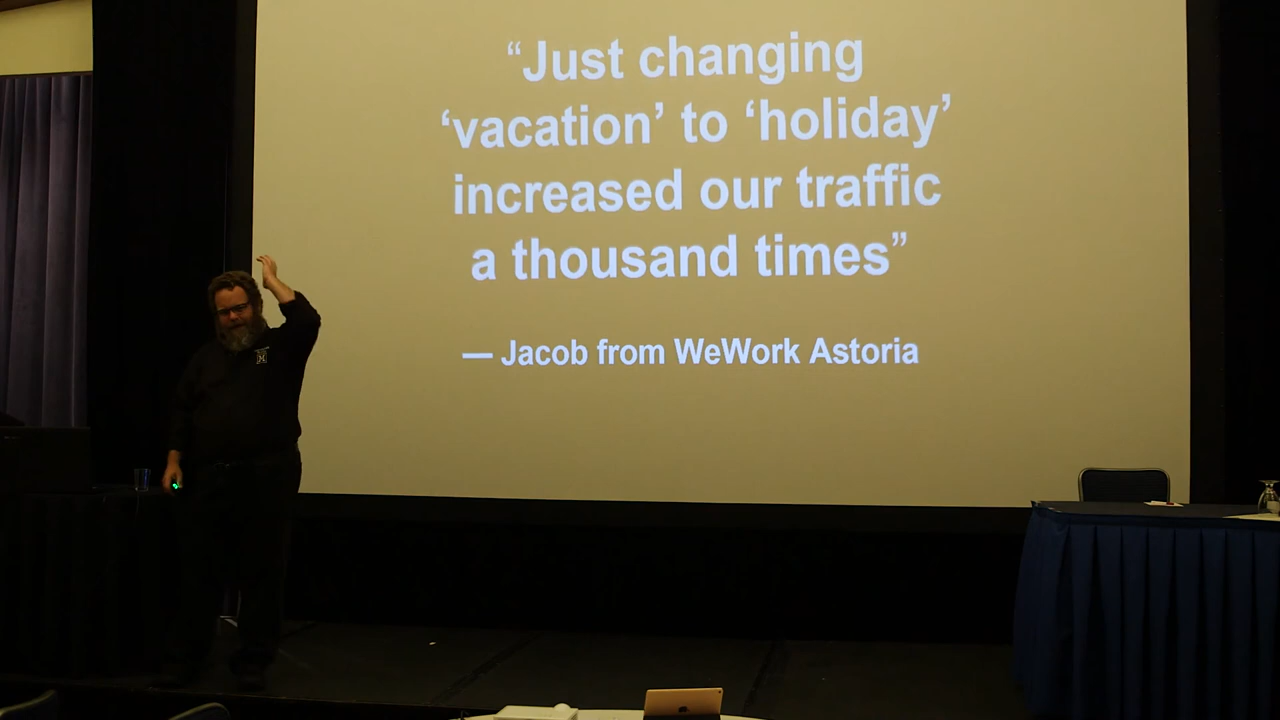 “Just changing
‘vacation’ to ‘holiday’
increased our traffic
a thousand times”
— Jacob from WeWork Astoria